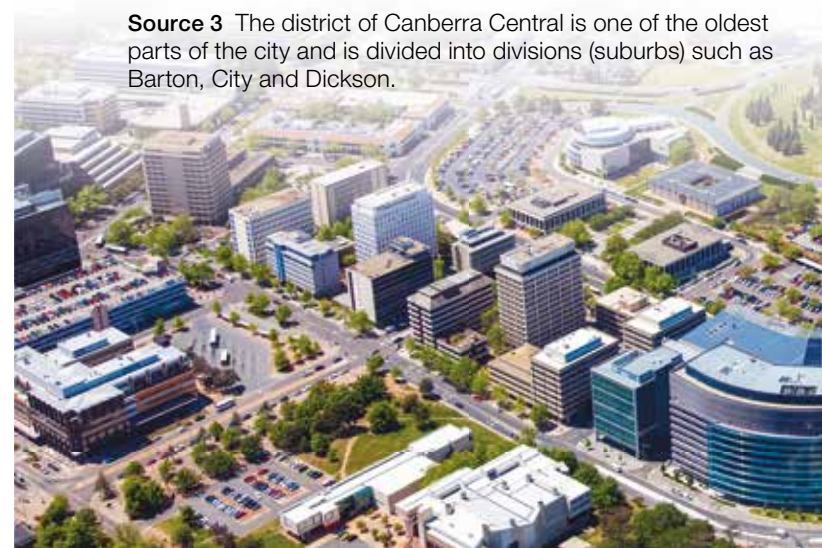 Source 3 The district of Canberra Central is one of the oldest
parts of the city and is divided into divisions (suburbs) such as
Barton, City and Dickson.